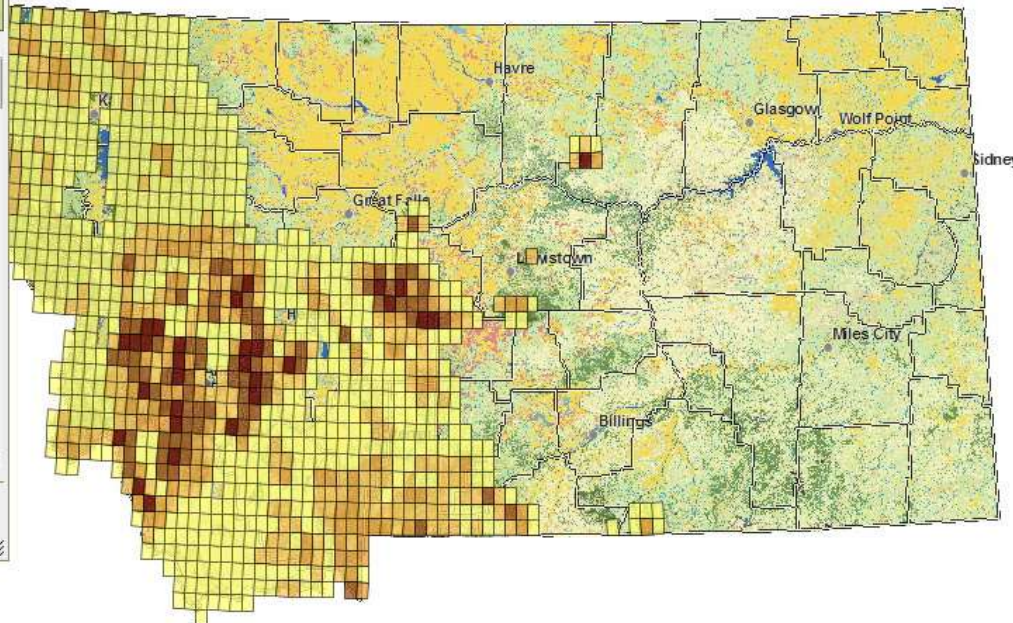 Havre
K
Glasgow
Wolf Point
Sidney
Great Falls
Lewistown
H
Miles City
Billings